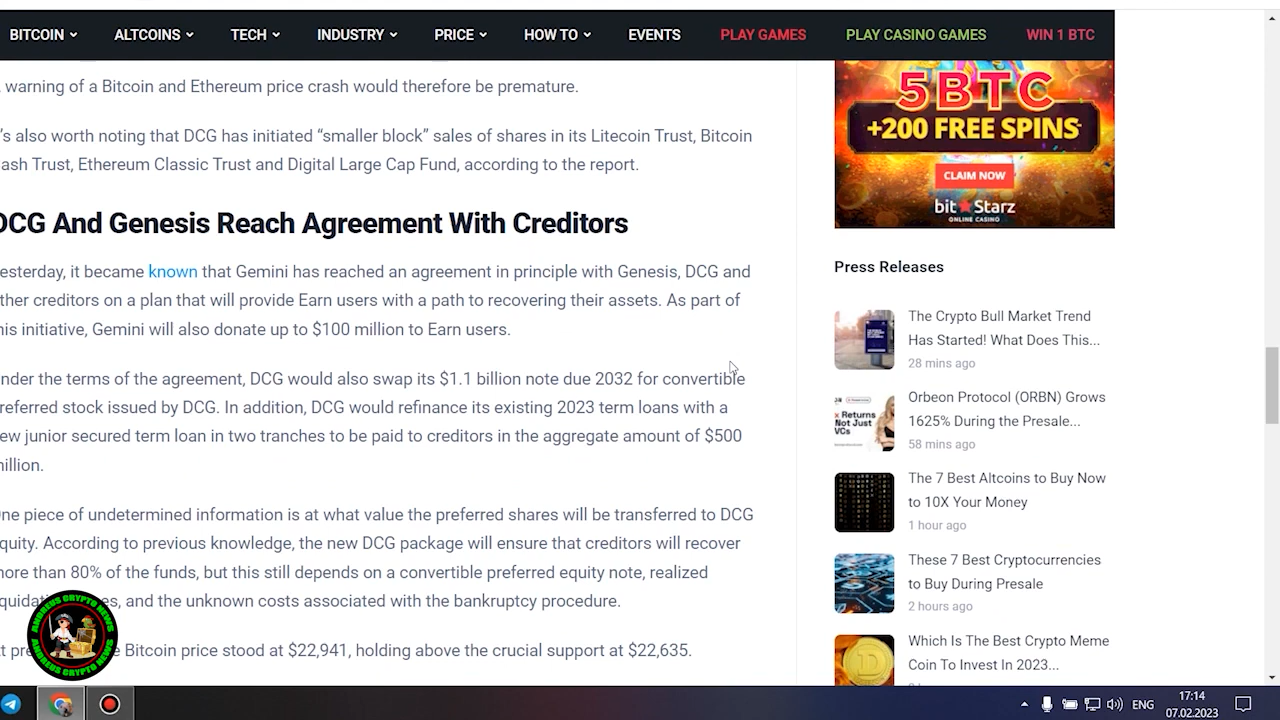 BITCOIN ALTCOINS TECH INDUSTRY PRICE HOW TO EVENTS PLAY GAMES PLAY CASINO GAMES WIN 1 BTC
warning of a Bitcoin and Ethereum price crash would therefore be premature.
's also worth noting that DCG has initiated “smaller block” sales of shares in its Litecoin Trust, Bitcoin
ash Trust, Ethereum Classic Trust and Digital Large Cap Fund, according to the report.
DCG And Genesis Reach Agreement With Creditors
esterday, it became known that Gemini has reached an agreement in principle with Genesis, DCG and
ther creditors on a plan that will provide Earn users with a path to recovering their assets. As part of
his initiative, Gemini will also donate up to $100 million to Earn users.
nder the terms of the agreement, DCG would also swap its $1.1 billion note due 2032 for convertible
referred stock issued by DCG. In addition, DCG would refinance its existing 2023 term loans with a
ew junior secured term loan in two tranches to be paid to creditors in the aggregate amount of $500
illion.
ne piece of undetermined information is at what value the preferred shares will be transferred to DCG
quity. According to previous knowledge, the new DCG package will ensure that creditors will recover
ore than 80% of the funds, but this still depends on a convertible preferred equity note, realized
quidat es, and the unknown costs associated with the bankruptcy procedure.
t pre e Bitcoin price stood at $22,941, holding above the crucial support at $22,635.
ANDREUS CRYPTO NEWS
ANDREUS CRYPTO NEWS
5BTC
+200 FREE SPINS
CLAIM NOW
bitStarz
ONLINE CASINO
Press Releases
The Crypto Bull Market Trend
Has Started! What Does This...
28 mins ago
x Returns
Not Just
VCs
Orbeon Protocol (ORBN) Grows
1625% During the Presale...
58 mins ago
The 7 Best Altcoins to Buy Now
to 10X Your Money
1 hour ago
These 7 Best Cryptocurrencies
to Buy During Presale
2 hours ago
Which Is The Best Crypto Meme
Coin To Invest In 2023...
ENG
17:14
07.02.2023